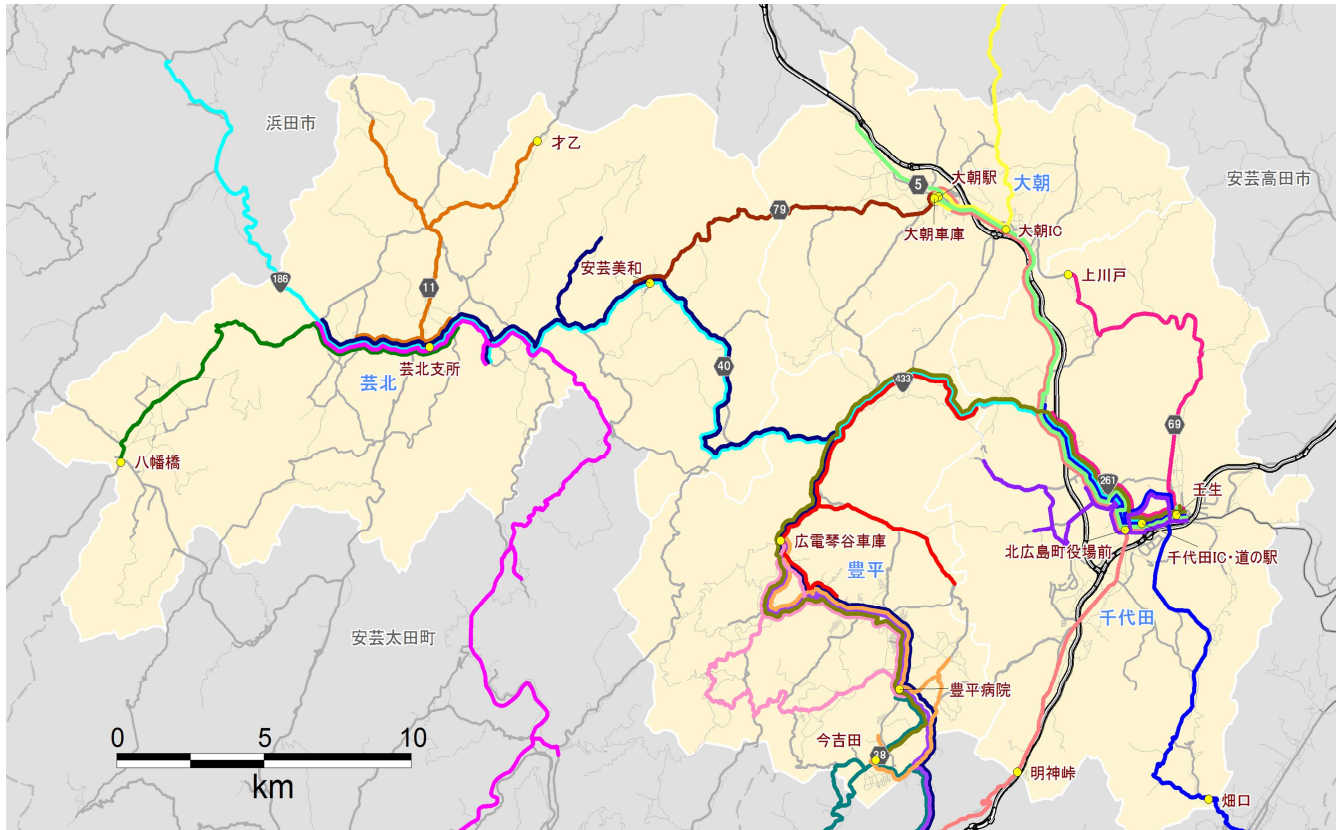 浜田市
才乙
5
大朝駅
大朝
安芸高田市
79
大朝車庫
大朝IC
安芸美和
上川戸
186
11
芸北支所
芸北
40
433
69
八幡橋
261
壬生
広電琴谷車庫
北広島町役場前
千代田IC・道の駅
豊平
千代田
安芸太田町
豊平病院
今吉田
38
明神峠
畑口
0 5 10
km